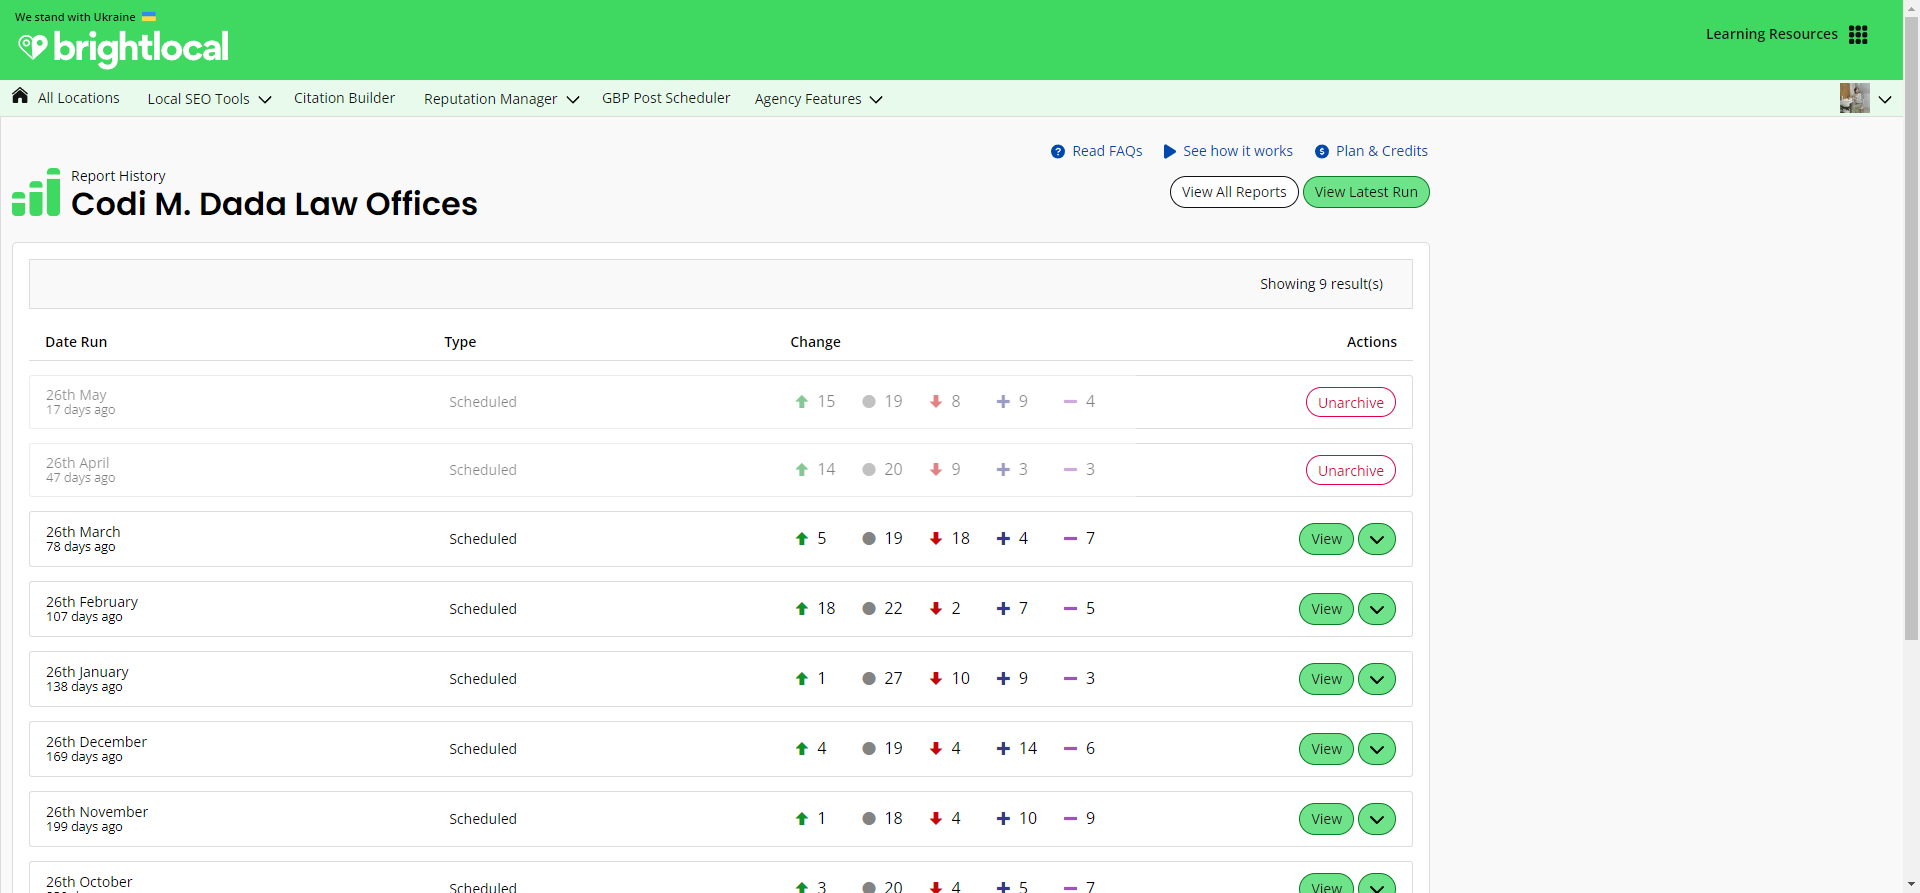 We stand with Ukraine
brightlocal
Learning Resources
All Locations Local SEO Tools Citation Builder Reputation Manager GBP Post Scheduler Agency Features
Read FAQs See how it works Plan & Credits
Report History
Codi M. Dada Law Offices
View All Reports View Latest Run
Showing 9 result(s)
Date Run Type Change Actions
26th May
17 days ago
Scheduled 15 19 8 9 4 Unarchive
26th April
47 days ago
Scheduled 14 20 9 3 3 Unarchive
26th March
78 days ago
Scheduled 5 19 18 4 7 View
26th February
107 days ago
Scheduled 18 22 2 7 5 View
26th January
138 days ago
Scheduled 1 27 10 9 3 View
26th December
169 days ago
Scheduled 4 19 4 14 6 View
26th November
199 days ago
Scheduled 1 18 4 10 9 View
26th October
Scheduled 3 20 4 5 7 View